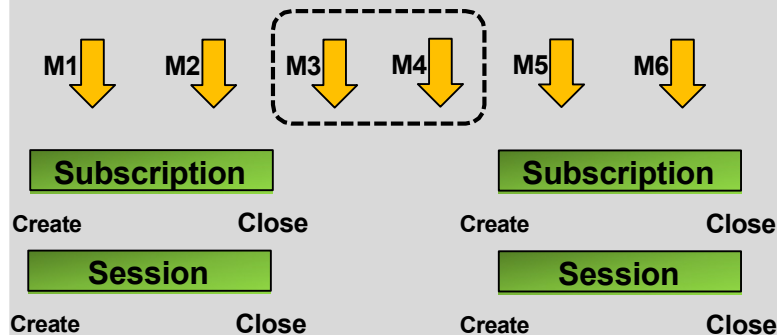 M1 M2 M3 M4 M5 M6
Subscription Subscription
Create Close Create Close
Session Session
Create Close Create Close